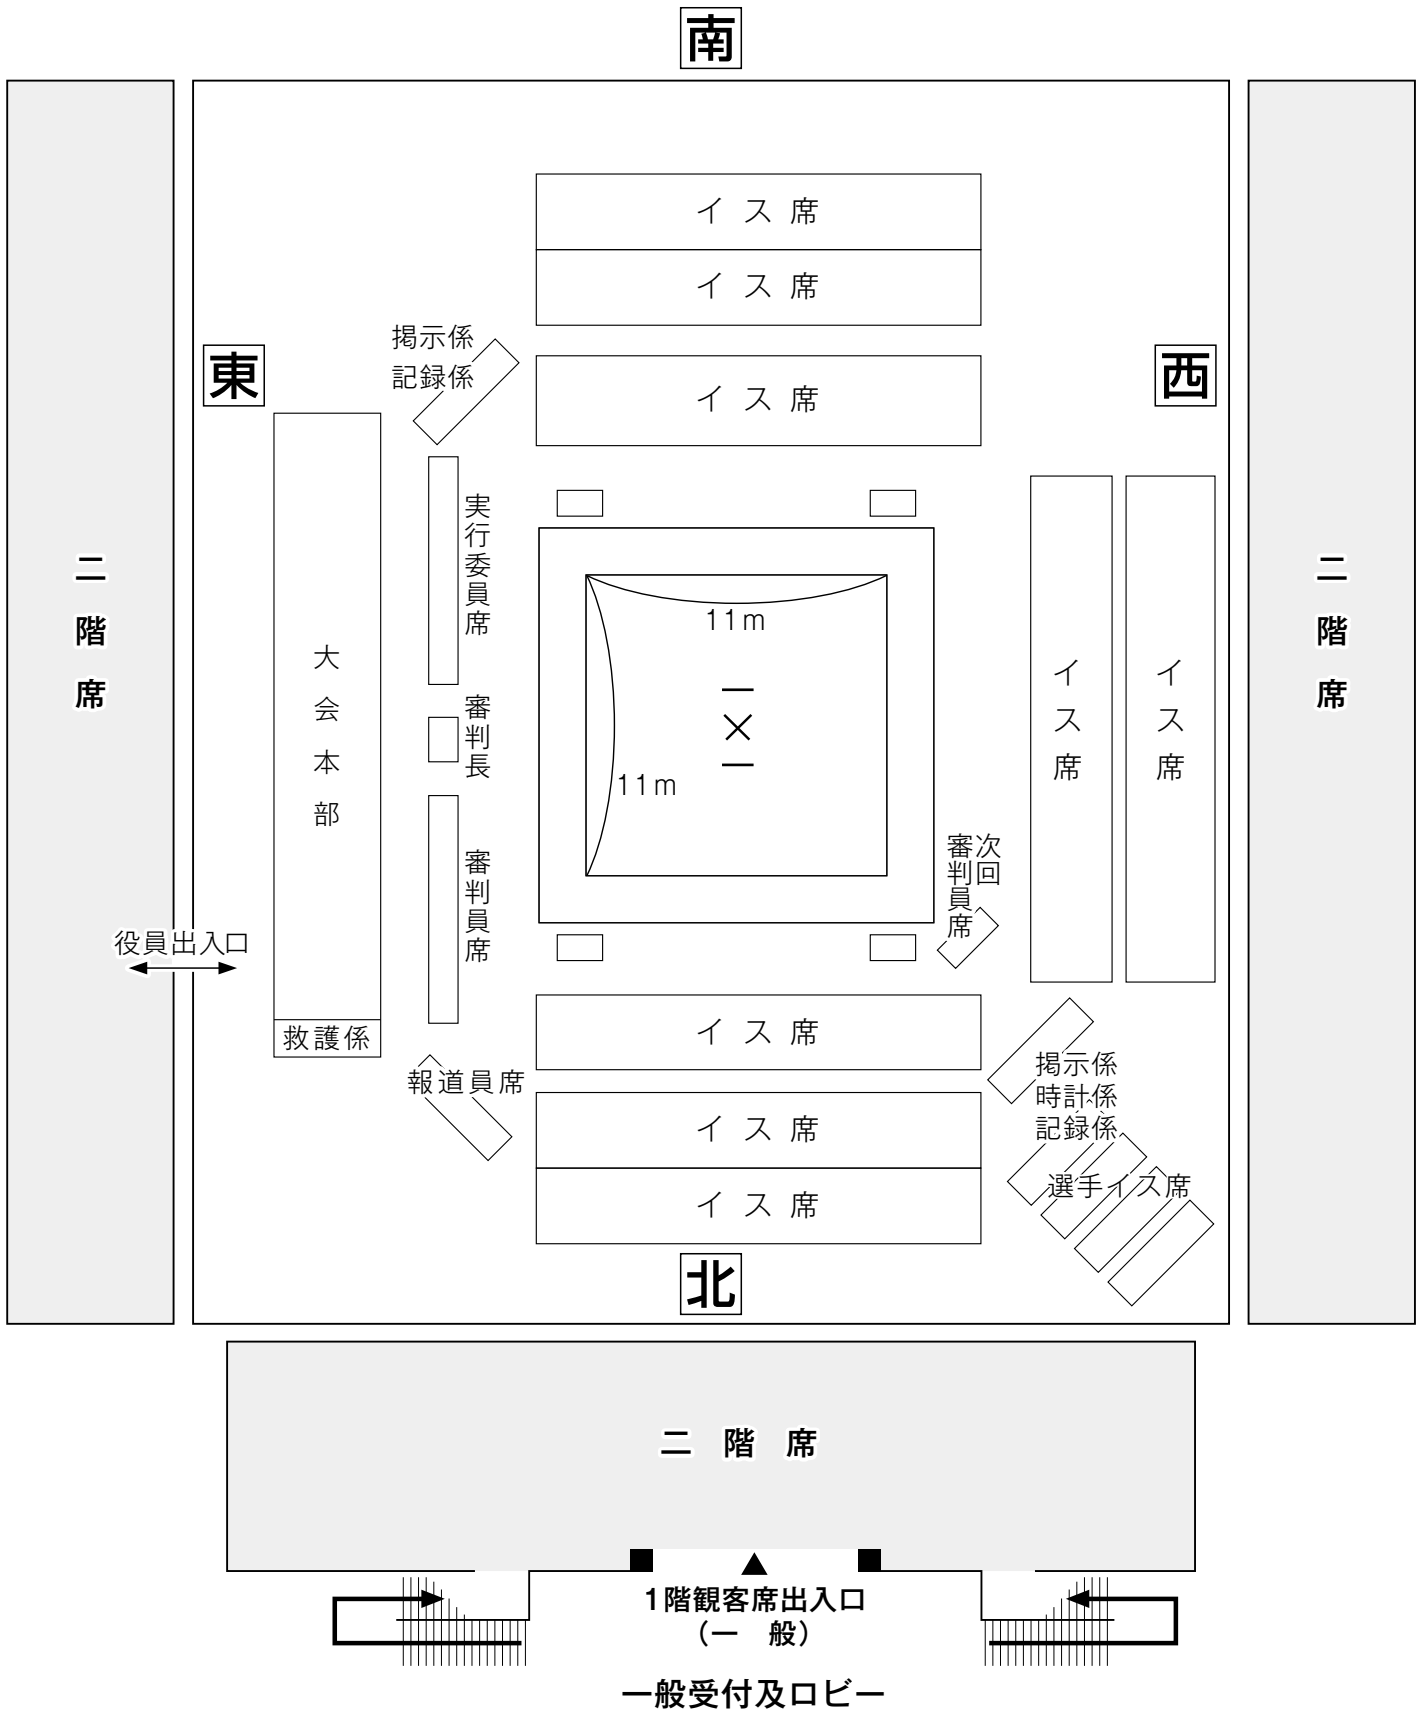 南
イス席
イス席
掲示係
記録係
イス席
東
西
二階席
大会本部
実行委員席
審判長
審判員席
11m
11m
次回
審判員席
イス席
イス席
二階席
役員出入口
救護係
報道員席
イス席
イス席
イス席
掲示係
時計係
記録係
選手イス席
北
二階席
1階観客席出入口
（一　般）
一般受付及ロビー